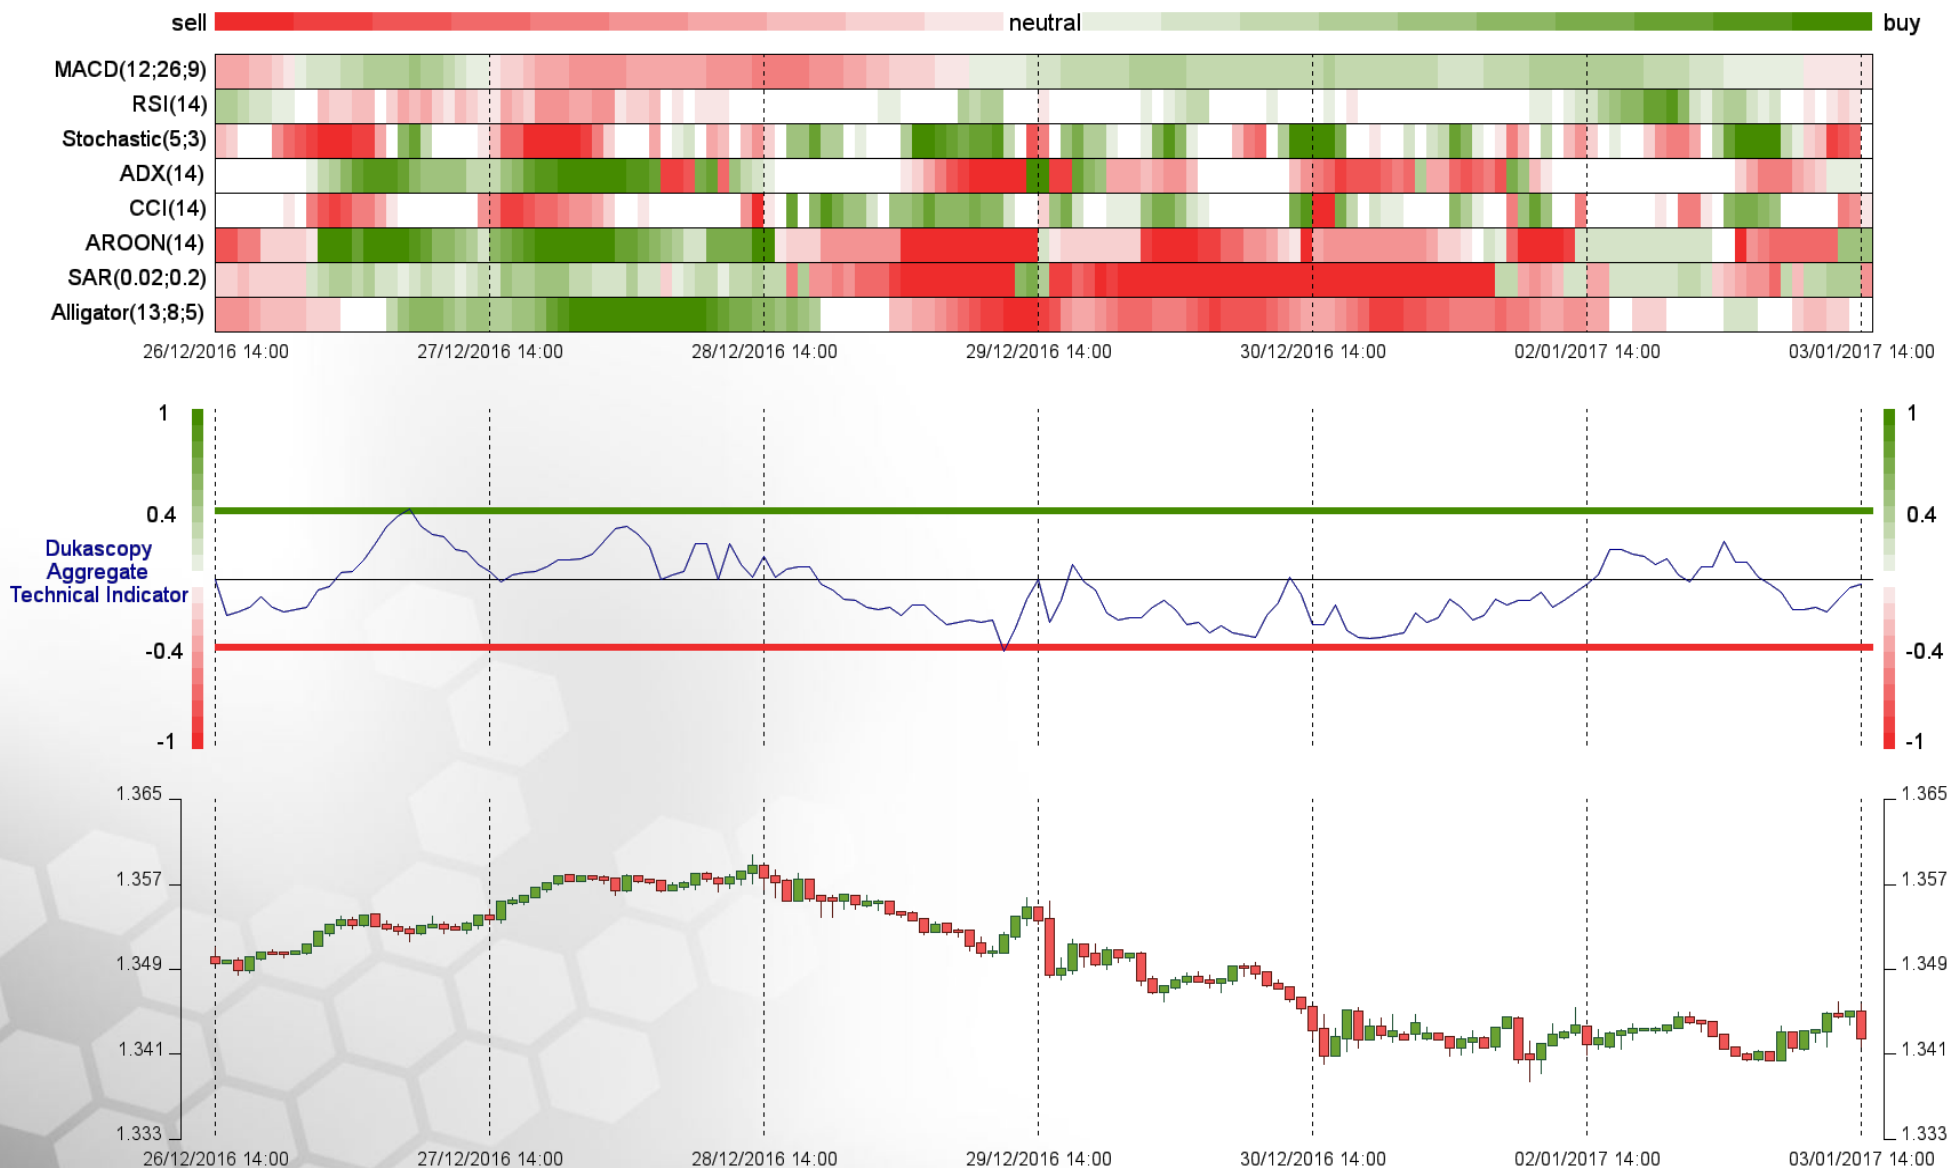 sell neutral buy
MACD(12;26;9)
RSI(14)
Stochastic(5;3)
ADX(14)
CCI(14)
AROON(14)
SAR(0.02;0.2)
Alligator(13;8;5)
26/12/2016 14:00 27/12/2016 14:00 28/12/2016 14:00 29/12/2016 14:00 30/12/2016 14:00 02/01/2017 14:00 03/01/2017 14:00
1 1
0.4 0.4
Dukascopy
Aggregate
Technical Indicator
-0.4 -0.4
-1 -1
1.365 1.365
1.357 1.357
1.349 1.349
1.341 1.341
1.333 1.333
26/12/2016 14:00 27/12/2016 14:00 28/12/2016 14:00 29/12/2016 14:00 30/12/2016 14:00 02/01/2017 14:00 03/01/2017 14:00